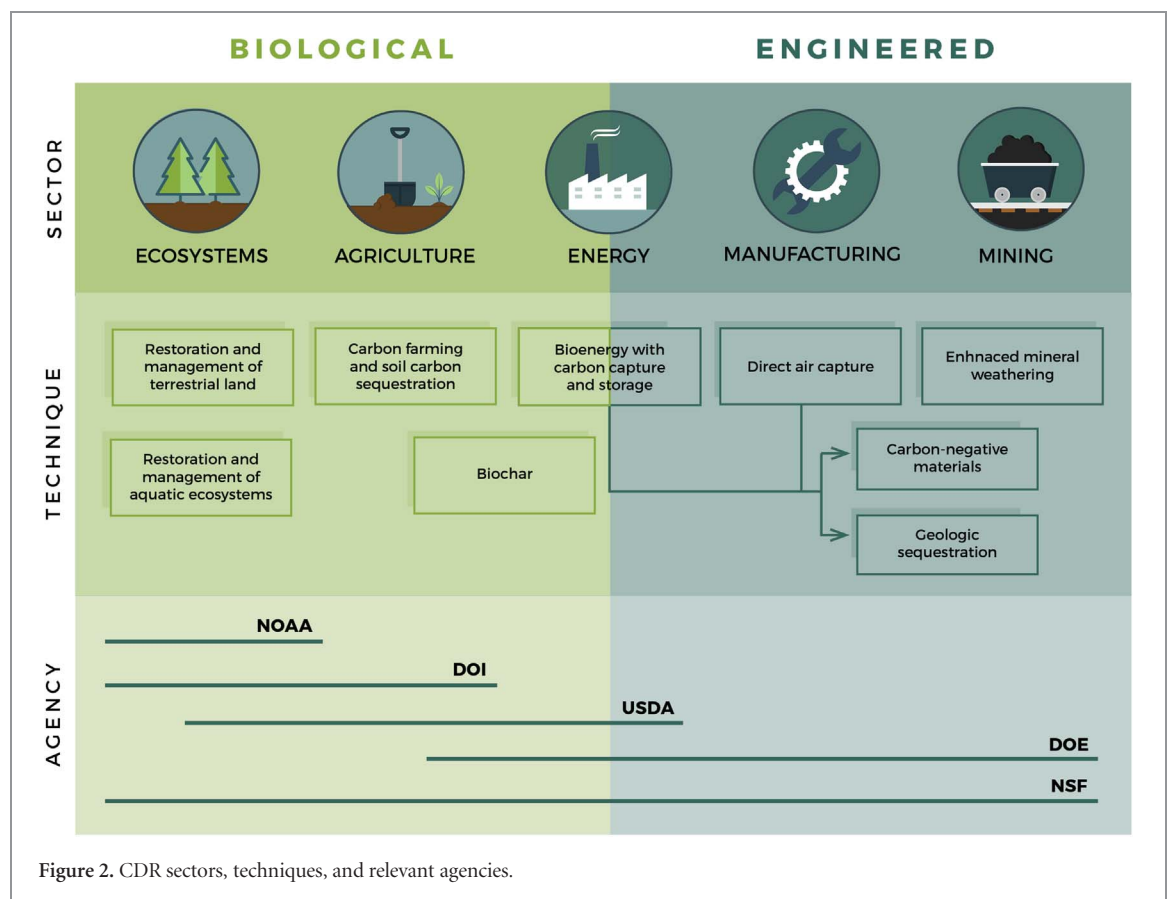 BIOLOGICAL
ENGINEERED
SECTOR
ECOSYSTEMS
AGRICULTURE
ENERGY
MANUFACTURING
MINING
TECHNIQUE
Restoration and
management of
terrestrial land
Carbon farming
and soil carbon
sequestration
Bioenergy with
carbon capture
and storage
Direct air capture
Enhnaced mineral
weathering
Restoration and
management of
aquatic ecosystems
Biochar
Carbon-negative
materials
Geologic
sequestration
AGENCY
NOAA
DOI
USDA
DOE
NSF
Figure 2. CDR sectors, techniques, and relevant agencies.